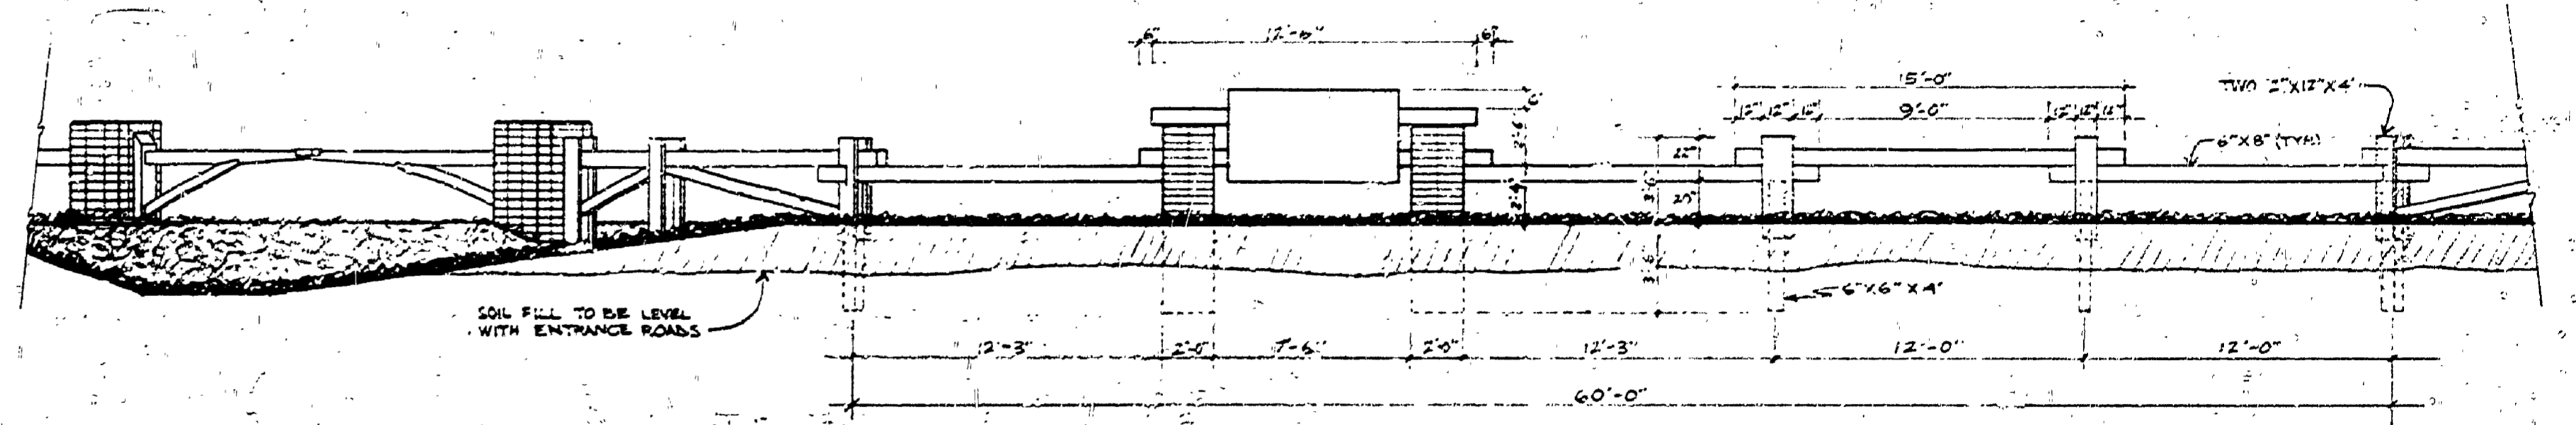 6"
12'-6"
6"
15'-0"
TWO 2"X12"X4'
12" 12" 12"
9'-0"
12" 12" 12"
6"
2'-6"
6"X8" (TYP.)
22"
3'-6"
20"
3'-6"
6"X6"X4'
SOIL FILL TO BE LEVEL
WITH ENTRANCE ROADS
12'-3"
2'-0"
7'-6"
2'-0"
12'-3"
12'-0"
12'-0"
60'-0"